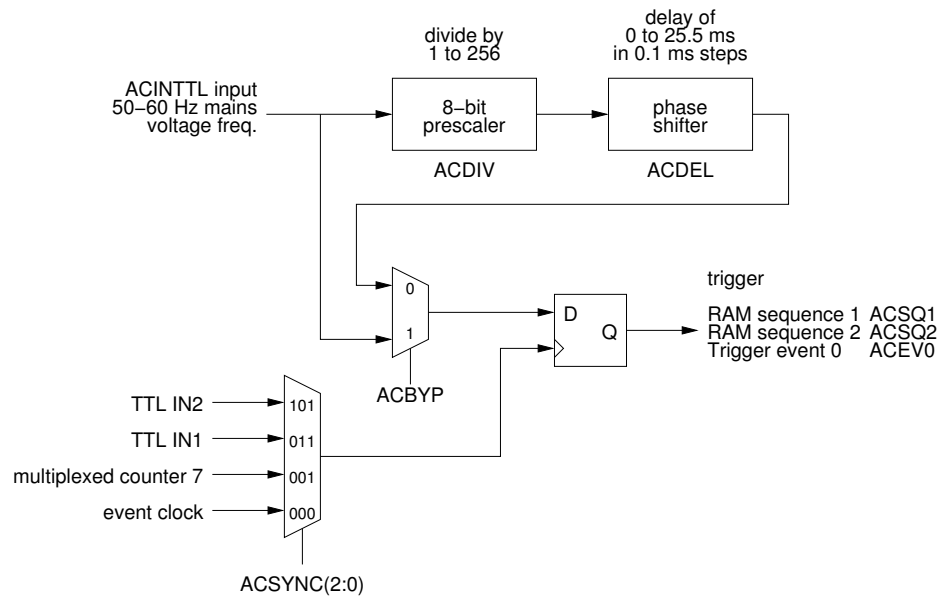 divide by
1 to 256
delay of
0 to 25.5 ms
in 0.1 ms steps
ACINTTL input
50−60 Hz mains
voltage freq.
8−bit
prescaler
phase
shifter
ACDIV
ACDEL
0
1
ACBYP
D
Q
trigger
RAM sequence 1 ACSQ1
RAM sequence 2 ACSQ2
Trigger event 0 ACEV0
TTL IN2
101
TTL IN1
011
multiplexed counter 7
001
event clock
000
ACSYNC(2:0)